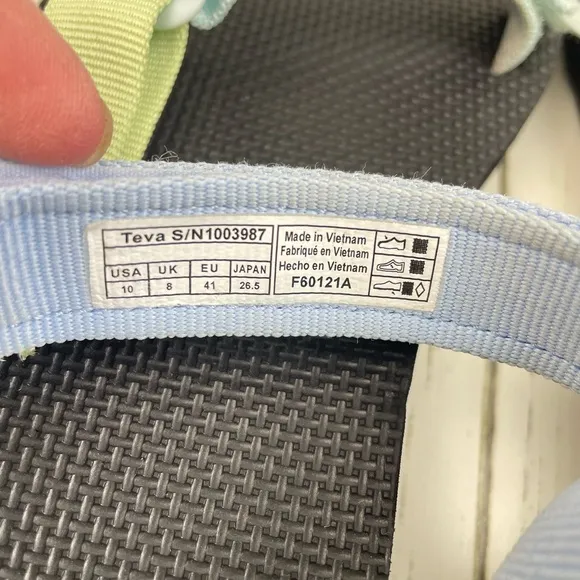 Teva S/N1003987
USA UK EU JAPAN
10 8 41 26.5
Made in Vietnam
Fabriqué en Vietnam
Hecho en Vietnam
F60121A